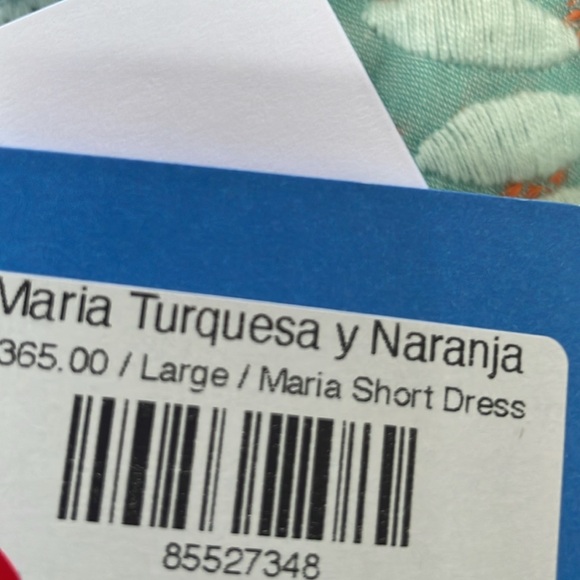 Maria Turquesa y Naranja
365.00 / Large / Maria Short Dress
85527348